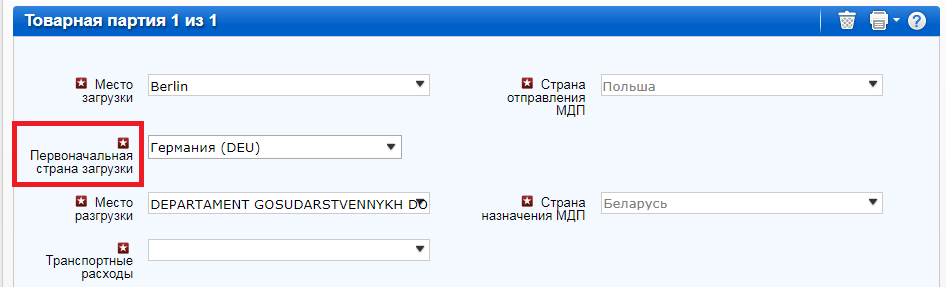 Товарная партия 1 из 1
Место
загрузки
Berlin
Страна
отправления
МДП
Польша
Первоначальная
страна загрузки
Германия (DEU)
Место
разгрузки
DEPARTAMENT GOSUDARSTVENNYKH DO
Страна
назначения МДП
Беларусь
Транспортные
расходы